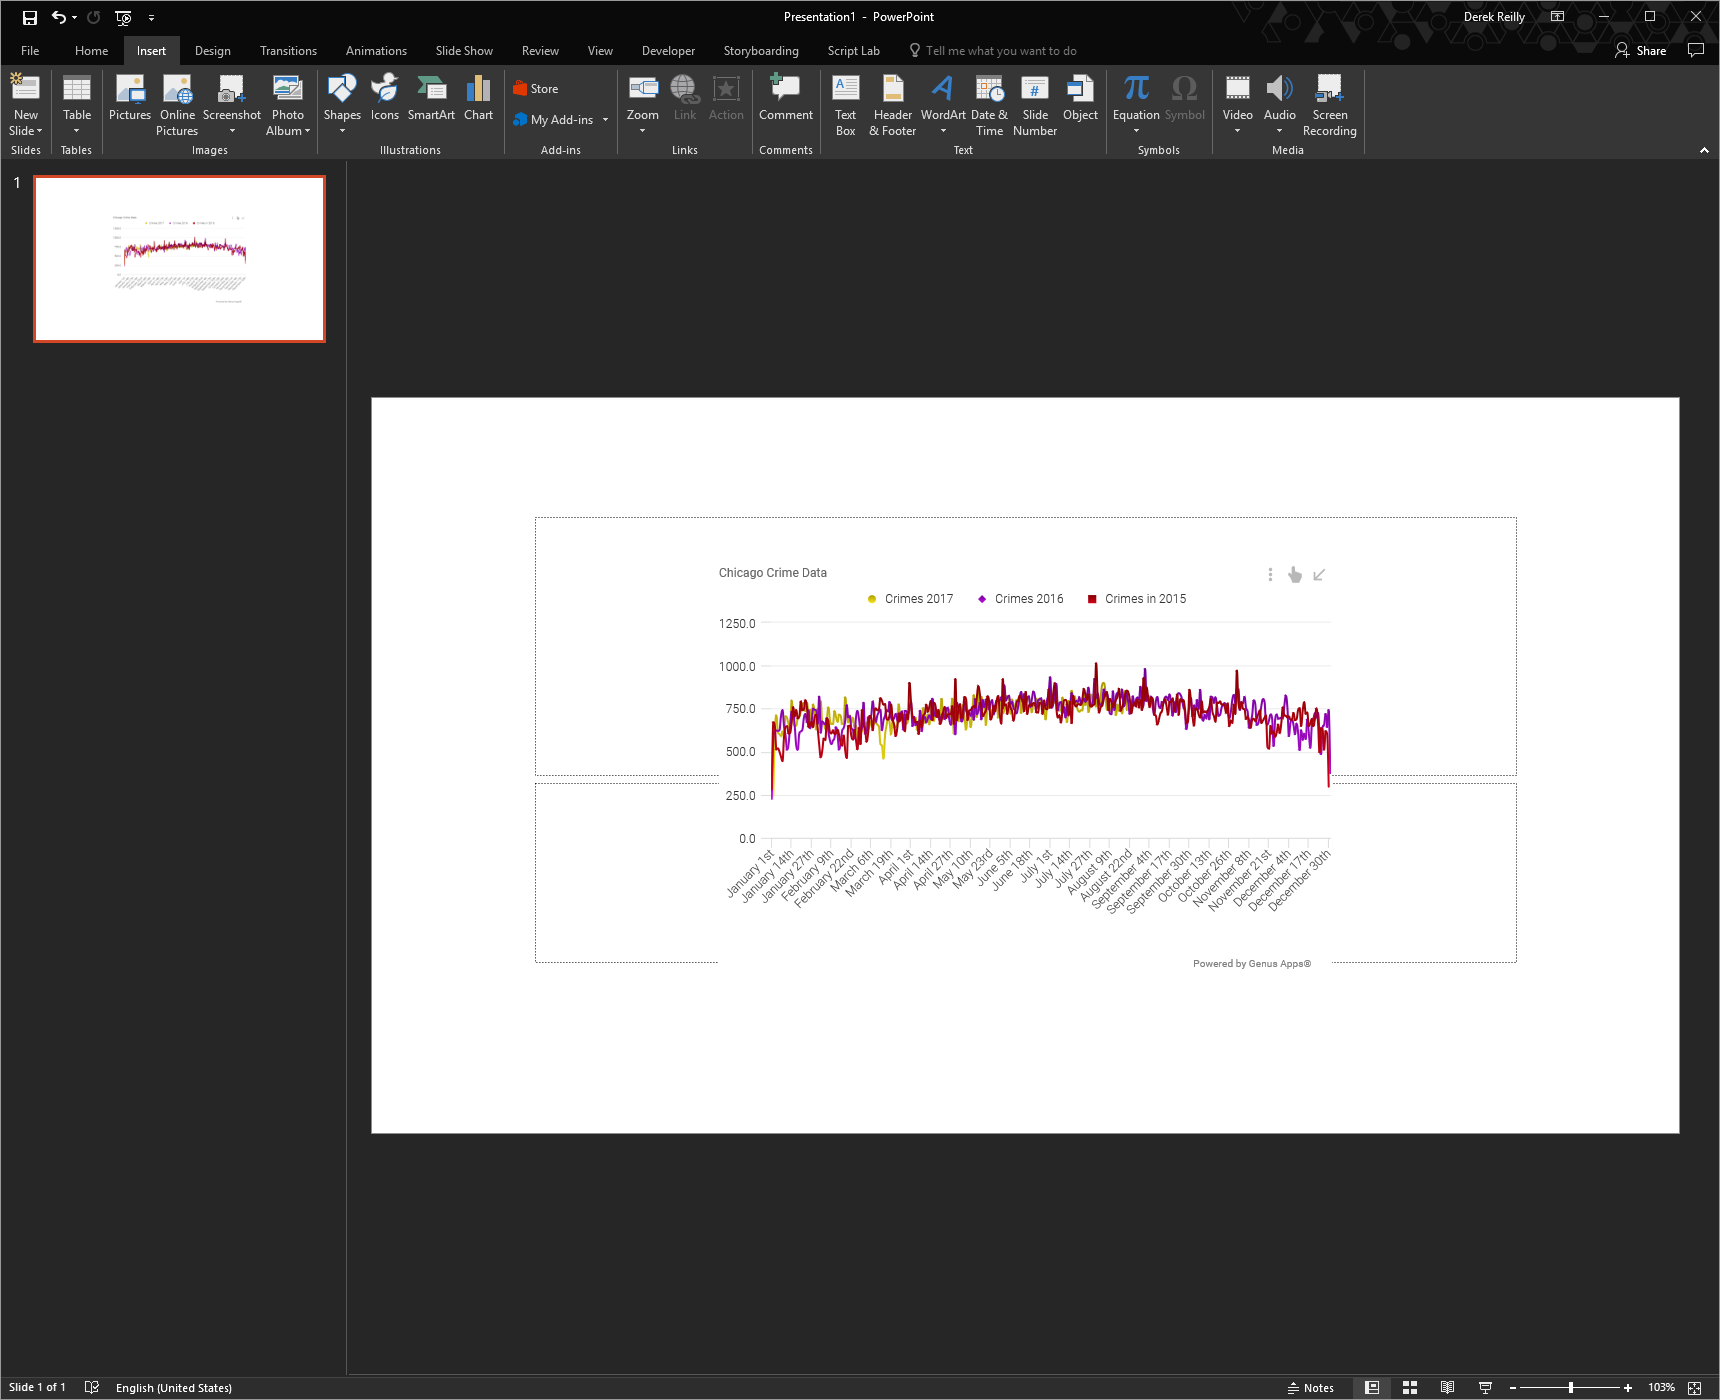 Presentation1 - PowerPoint
Derek Reilly
File Home Insert Design Transitions Animations Slide Show Review View Developer Storyboarding Script Lab Tell me what you want to do
Share
New Slide
Table
Pictures
Online Pictures
Screenshot
Photo Album
Shapes
Icons
SmartArt
Chart
Store
My Add-ins
Zoom
Link
Action
Comment
Text Box
Header & Footer
WordArt
Date & Time
Slide Number
Object
Equation
Symbol
Video
Audio
Screen Recording
Slides Tables Images Illustrations Add-ins Links Comments Text Symbols Media
1
Chicago Crime Data
Crimes 2017 Crimes 2016 Crimes in 2015
1250.0
1000.0
750.0
500.0
250.0
0.0
January 1st
January 14th
January 27th
February 9th
February 22nd
March 6th
March 19th
April 1st
April 14th
April 27th
May 10th
May 23rd
June 5th
June 18th
July 1st
July 14th
July 27th
August 9th
August 22nd
September 4th
September 17th
September 30th
October 13th
October 26th
November 8th
November 21st
December 4th
December 17th
December 30th
Powered by Genus Apps®
Slide 1 of 1
English (United States)
Notes
103%